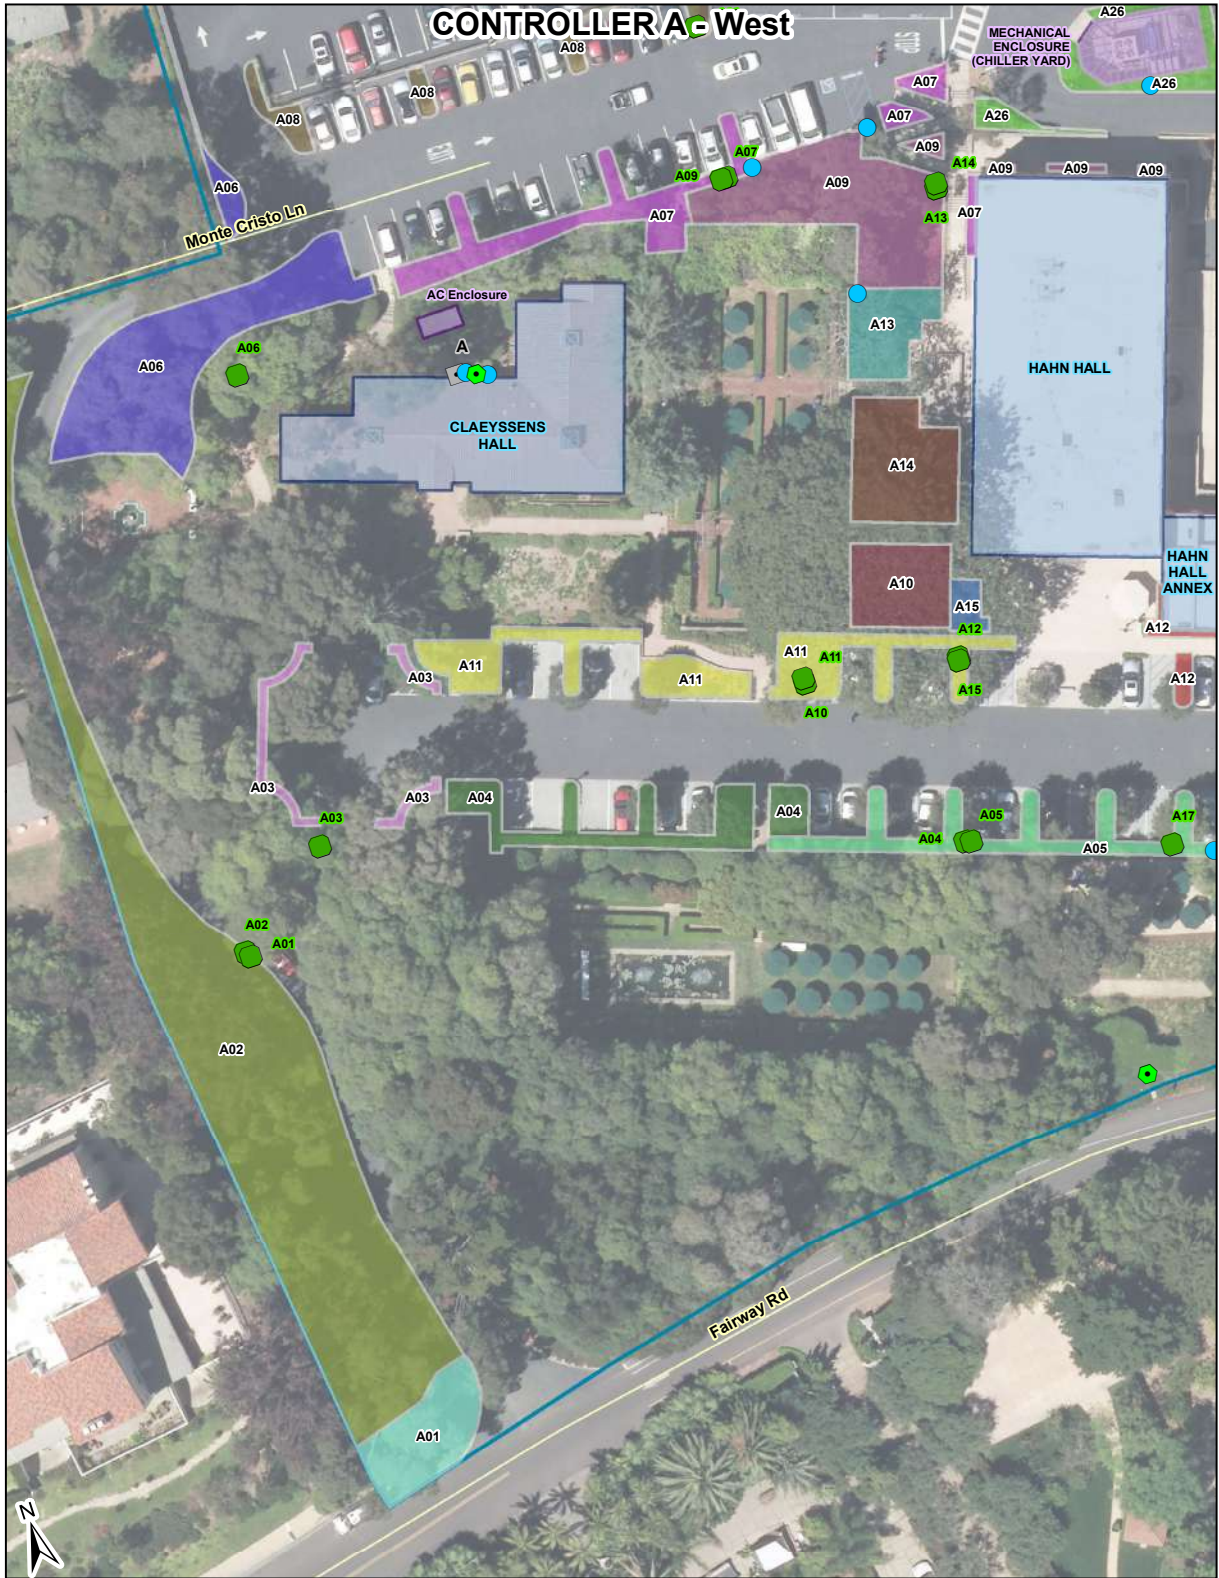 CONTROLLER A - West
A26
MECHANICAL
ENCLOSURE
(CHILLER YARD)
A08
A07
A26
A08
A08
A07
A26
STOP
A09
A07
A14
A09
A09
A09
A09
A09
A06
A13
A07
A07
Monte Cristo Ln
AC Enclosure
A13
A
A06
A06
HAHN HALL
CLAEYSSENS
HALL
A14
HAHN
HALL
ANNEX
A10
A15
A12
A12
A11
A11
A11
A03
A11
A12
A15
A10
A03
A03
A04
A04
A03
A05
A17
A04
A05
A02
A01
A02
Fairway Rd
A01
N